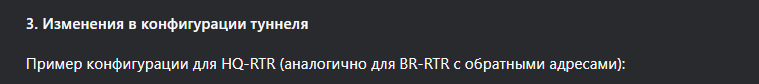 3. Изменения в конфигурации туннеля
Пример конфигурации для HQ-RTR (аналогично для BR-RTR с обратными адресами):